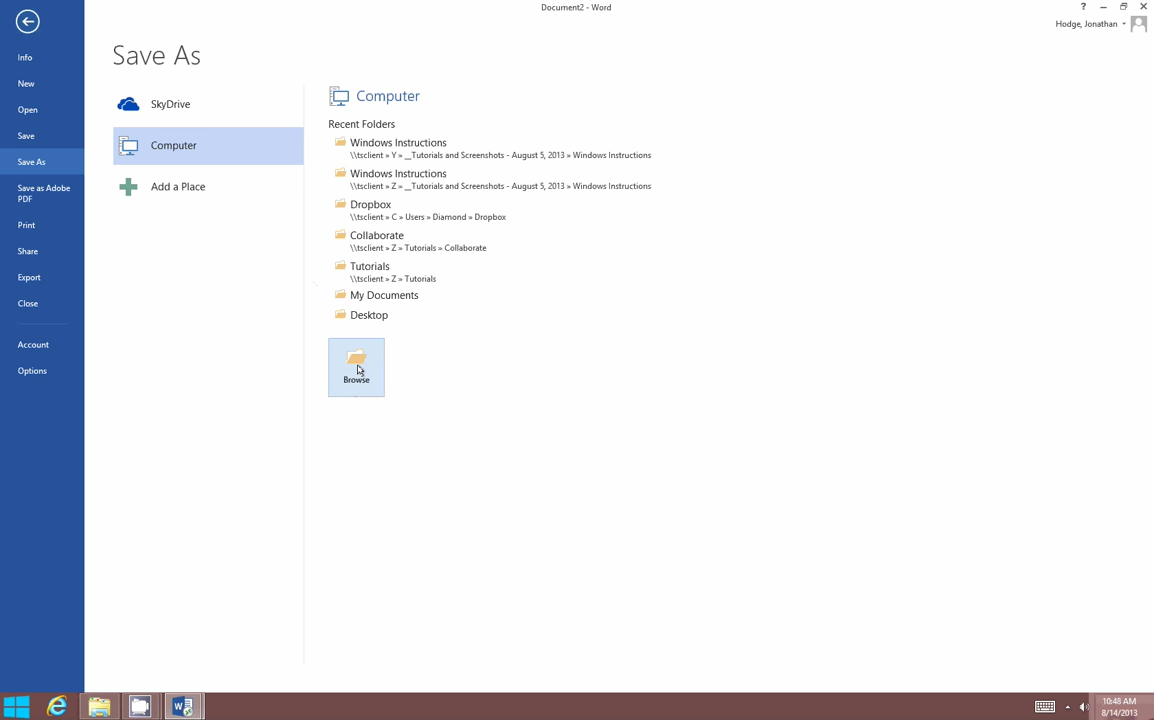 Document2 - Word
?
Hodge, Jonathan
Info
New
Open
Save
Save As
Save as Adobe
PDF
Print
Share
Export
Close
Account
Options
Save As
SkyDrive
Computer
Add a Place
Computer
Recent Folders
Windows Instructions
\\tsclient » Y » _Tutorials and Screenshots - August 5, 2013 » Windows Instructions
Windows Instructions
\\tsclient » Z » _Tutorials and Screenshots - August 5, 2013 » Windows Instructions
Dropbox
\\tsclient » C » Users » Diamond » Dropbox
Collaborate
\\tsclient » Z » Tutorials » Collaborate
Tutorials
\\tsclient » Z » Tutorials
My Documents
Desktop
Browse
10:48 AM
8/14/2013